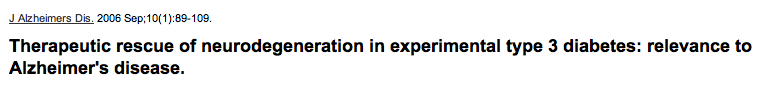 J Alzheimers Dis. 2006 Sep;10(1):89-109.
Therapeutic rescue of neurodegeneration in experimental type 3 diabetes: relevance to
Alzheimer's disease.